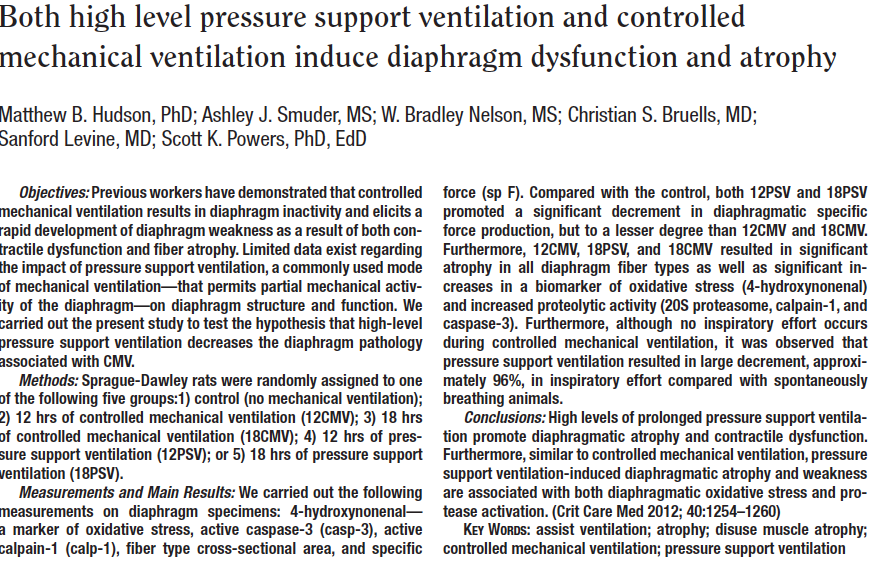 Both high level pressure support ventilation and controlled
mechanical ventilation induce diaphragm dysfunction and atrophy
Matthew B. Hudson, PhD; Ashley J. Smuder, MS; W. Bradley Nelson, MS; Christian S. Bruells, MD;
Sanford Levine, MD; Scott K. Powers, PhD, EdD
Objectives: Previous workers have demonstrated that controlled
mechanical ventilation results in diaphragm inactivity and elicits a
rapid development of diaphragm weakness as a result of both con-
tractile dysfunction and fiber atrophy. Limited data exist regarding
the impact of pressure support ventilation, a commonly used mode
of mechanical ventilation—that permits partial mechanical activ-
ity of the diaphragm—on diaphragm structure and function. We
carried out the present study to test the hypothesis that high-level
pressure support ventilation decreases the diaphragm pathology
associated with CMV.
Methods: Sprague-Dawley rats were randomly assigned to one
of the following five groups:1) control (no mechanical ventilation);
2) 12 hrs of controlled mechanical ventilation (12CMV); 3) 18 hrs
of controlled mechanical ventilation (18CMV); 4) 12 hrs of pres-
sure support ventilation (12PSV); or 5) 18 hrs of pressure support
ventilation (18PSV).
Measurements and Main Results: We carried out the following
measurements on diaphragm specimens: 4-hydroxynonenal—
a marker of oxidative stress, active caspase-3 (casp-3), active
calpain-1 (calp-1), fiber type cross-sectional area, and specific
force (sp F). Compared with the control, both 12PSV and 18PSV
promoted a significant decrement in diaphragmatic specific
force production, but to a lesser degree than 12CMV and 18CMV.
Furthermore, 12CMV, 18PSV, and 18CMV resulted in significant
atrophy in all diaphragm fiber types as well as significant in-
creases in a biomarker of oxidative stress (4-hydroxynonenal)
and increased proteolytic activity (20S proteasome, calpain-1, and
caspase-3). Furthermore, although no inspiratory effort occurs
during controlled mechanical ventilation, it was observed that
pressure support ventilation resulted in large decrement, approxi-
mately 96%, in inspiratory effort compared with spontaneously
breathing animals.
Conclusions: High levels of prolonged pressure support ventila-
tion promote diaphragmatic atrophy and contractile dysfunction.
Furthermore, similar to controlled mechanical ventilation, pressure
support ventilation-induced diaphragmatic atrophy and weakness
are associated with both diaphragmatic oxidative stress and pro-
tease activation. (Crit Care Med 2012; 40:1254–1260)
KEY WORDS: assist ventilation; atrophy; disuse muscle atrophy;
controlled mechanical ventilation; pressure support ventilation